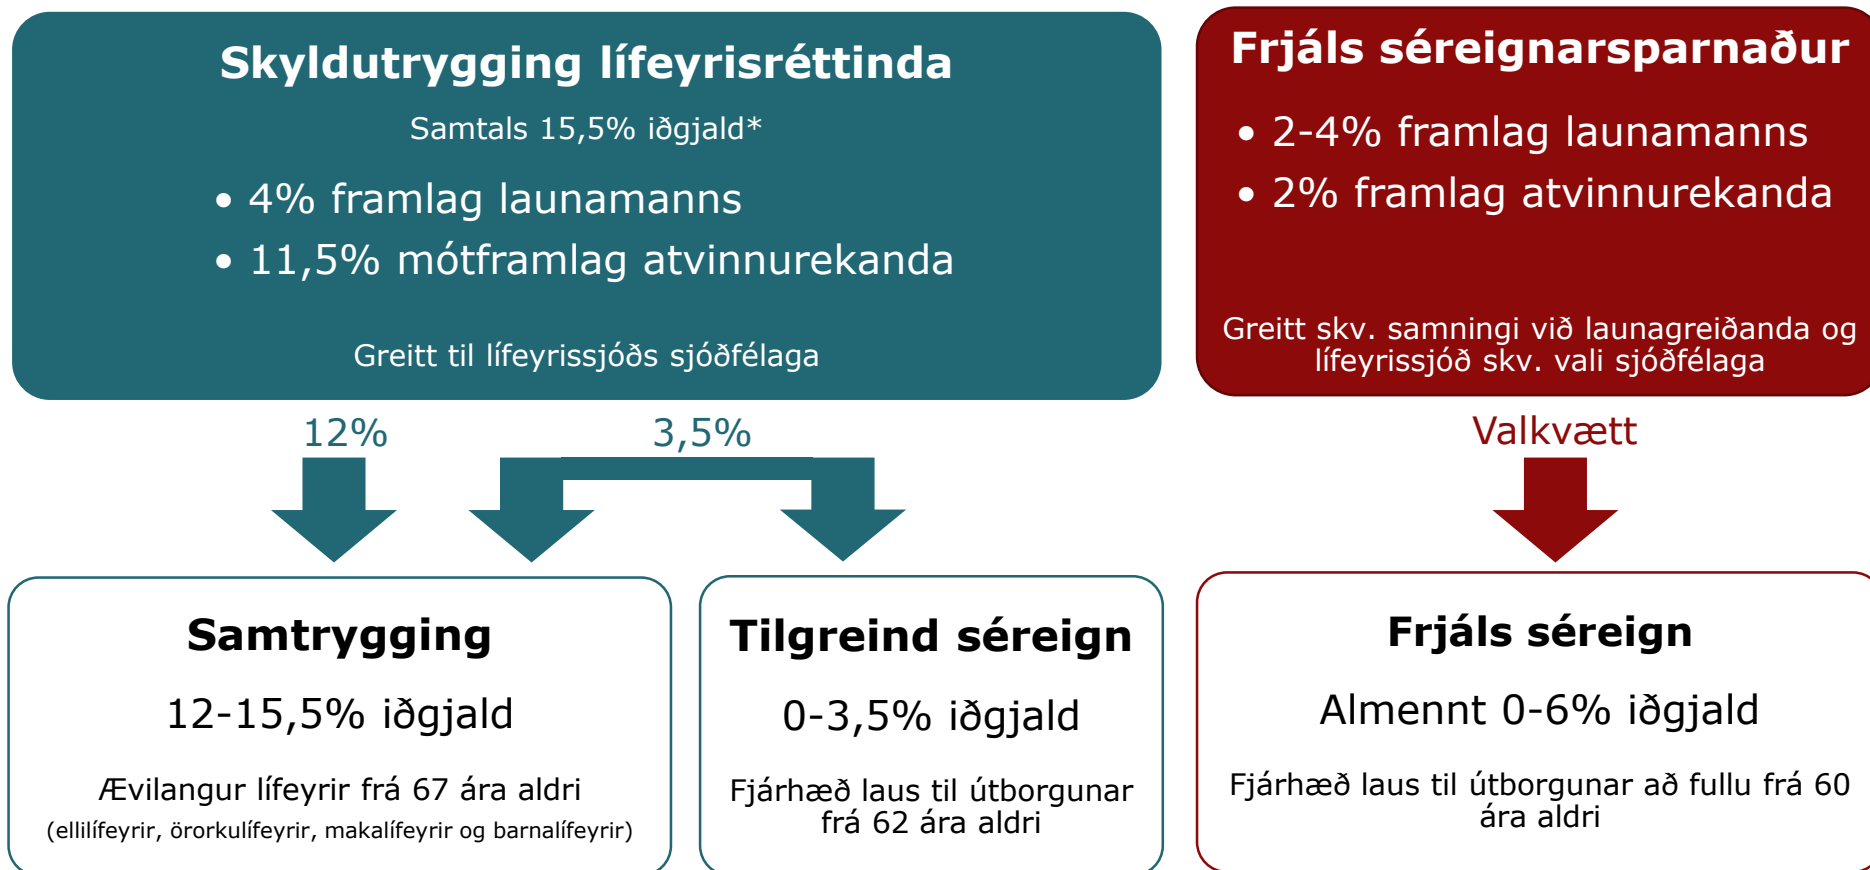 Skyldutrygging lífeyrisréttinda
Samtals 15,5% iðgjald*
• 4% framlag launamanns
• 11,5% mótframlag atvinnurekanda
Greitt til lífeyrissjóðs sjóðfélaga
Frjáls séreignarsparnaður
• 2-4% framlag launamanns
• 2% framlag atvinnurekanda
Greitt skv. samningi við launagreiðanda og
lífeyrissjóð skv. vali sjóðfélaga
12%
3,5%
Valkvætt
Samtrygging
12-15,5% iðgjald
Ævilangur lífeyrir frá 67 ára aldri
(ellilífeyrir, örorkulífeyrir, makalífeyrir og barnalífeyrir)
Tilgreind séreign
0-3,5% iðgjald
Fjárhæð laus til útborgunar
frá 62 ára aldri
Frjáls séreign
Almennt 0-6% iðgjald
Fjárhæð laus til útborgunar að fullu frá 60
ára aldri